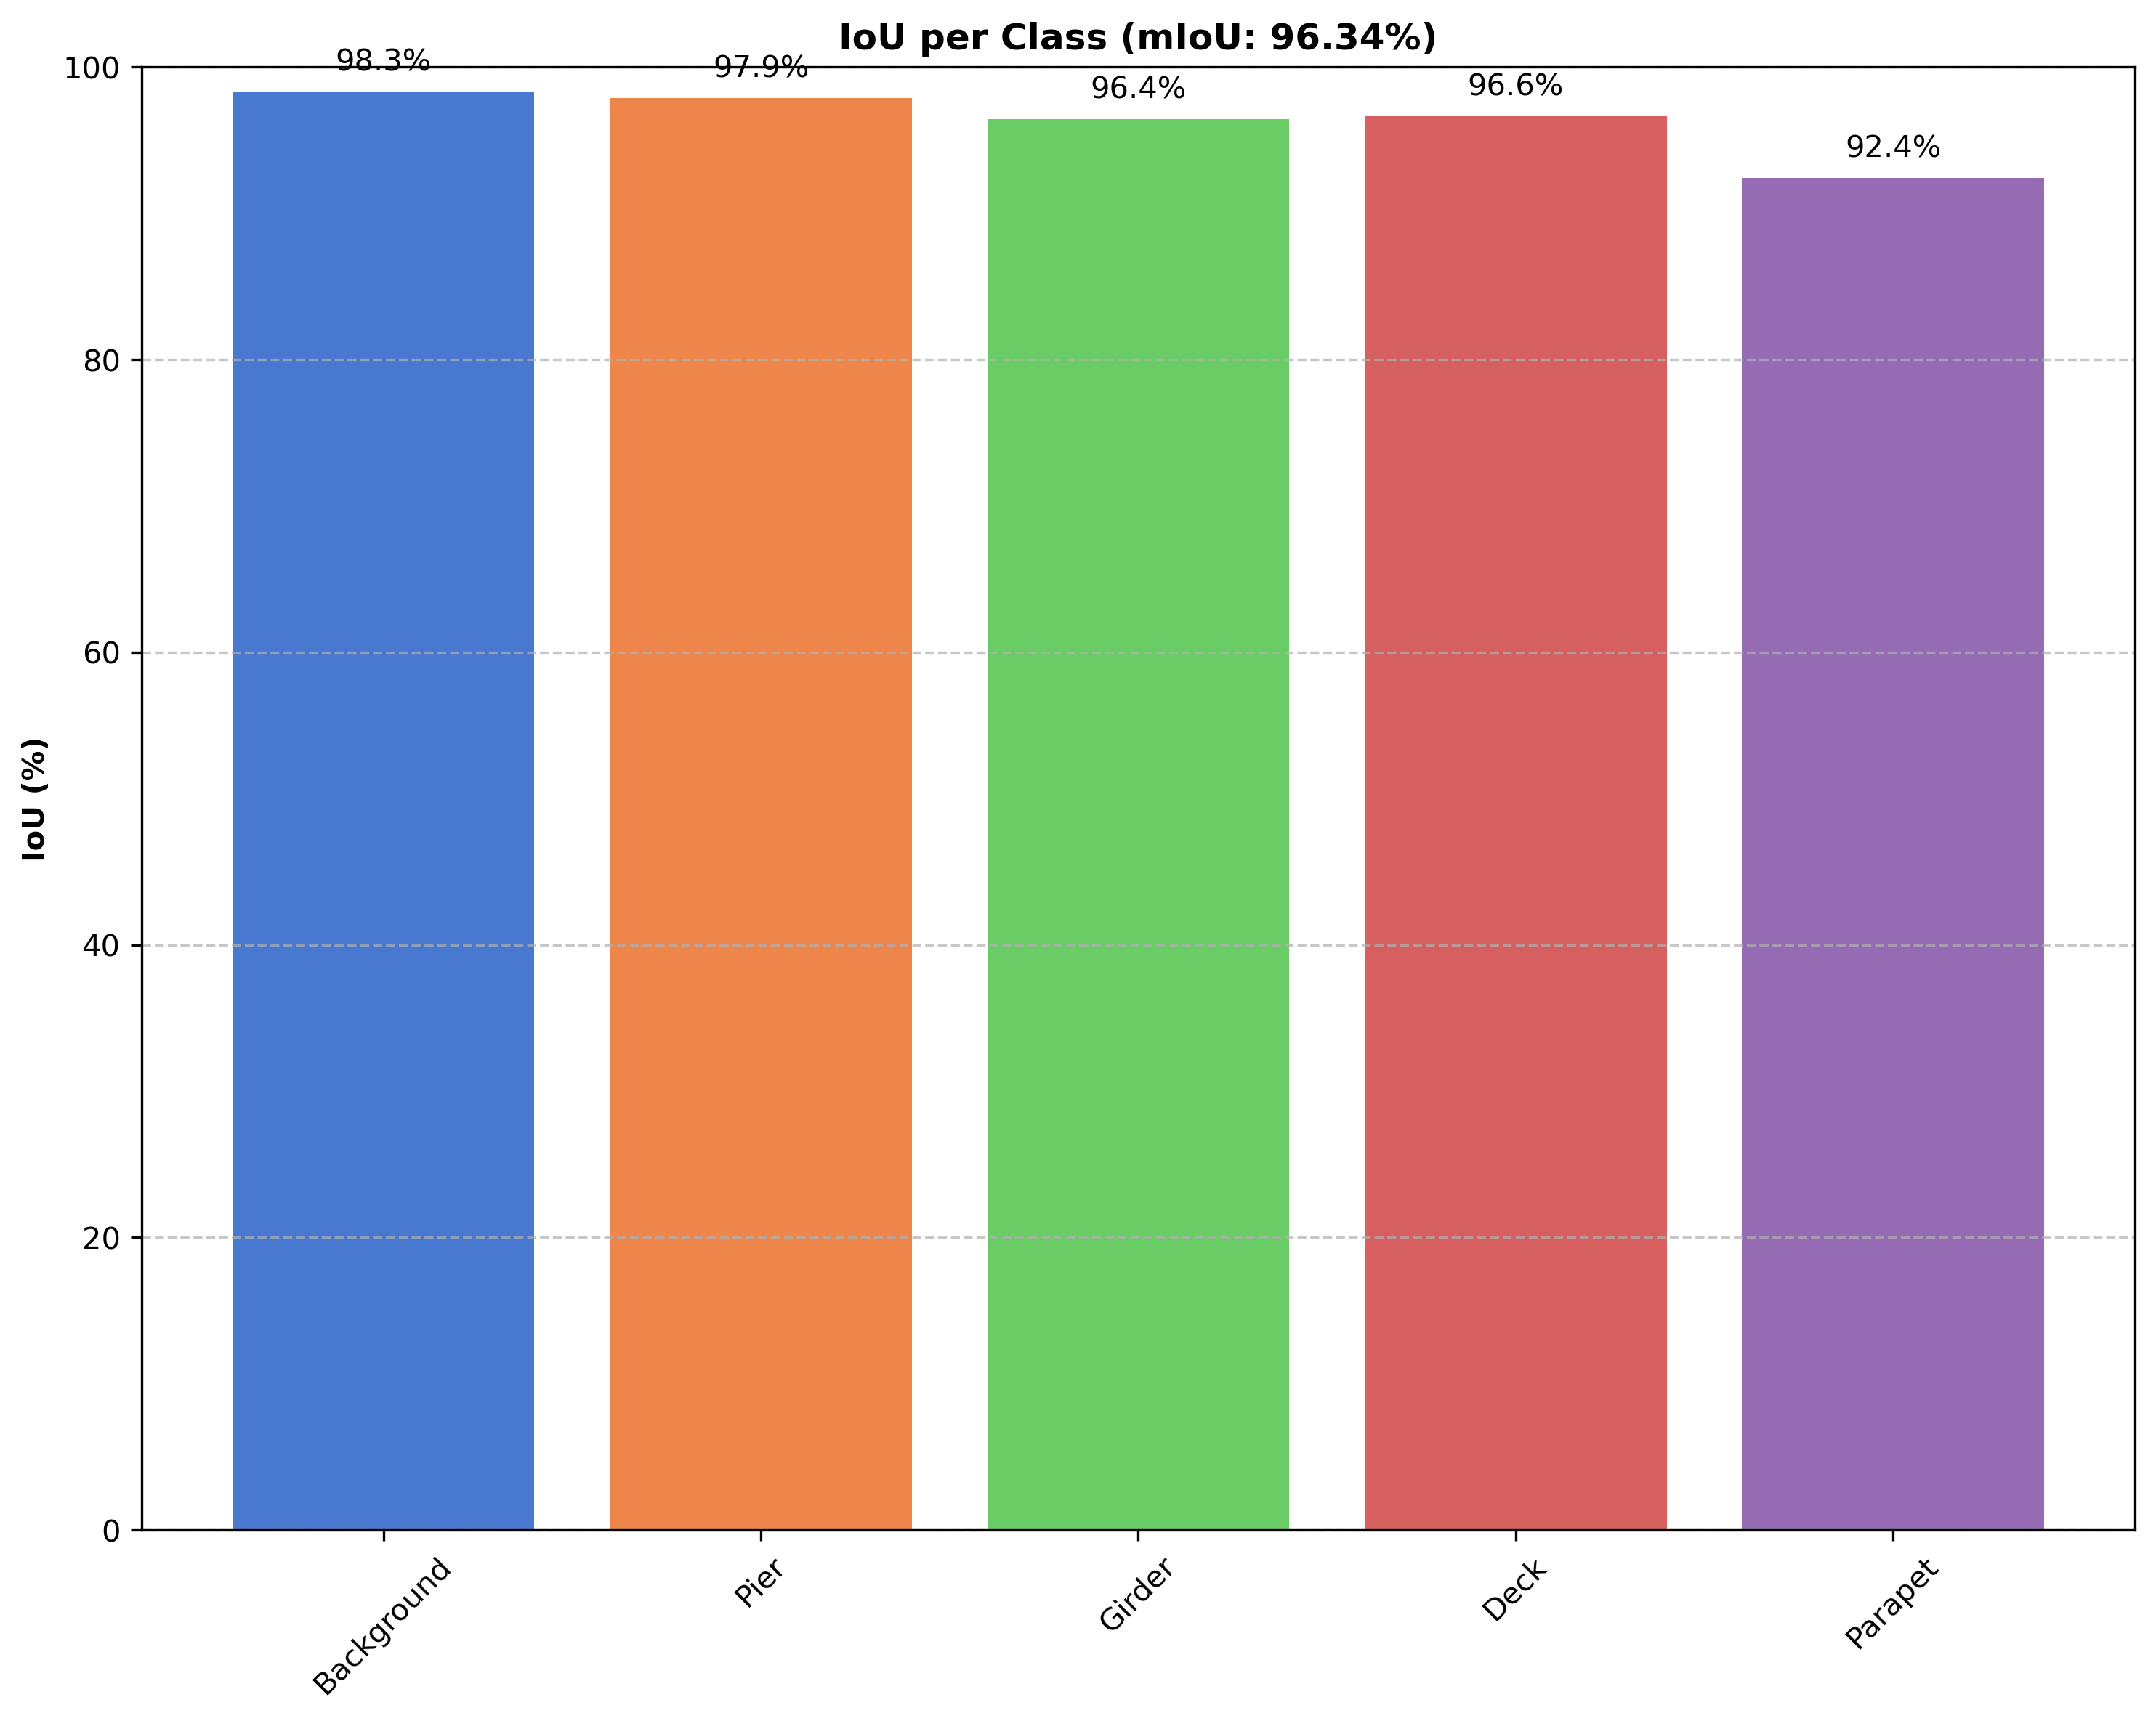 IoU per Class (mIoU: 96.34%)
98.3%
97.9%
96.4%
96.6%
92.4%
100
80
60
40
20
0
IoU (%)
Background
Pier
Girder
Deck
Parapet